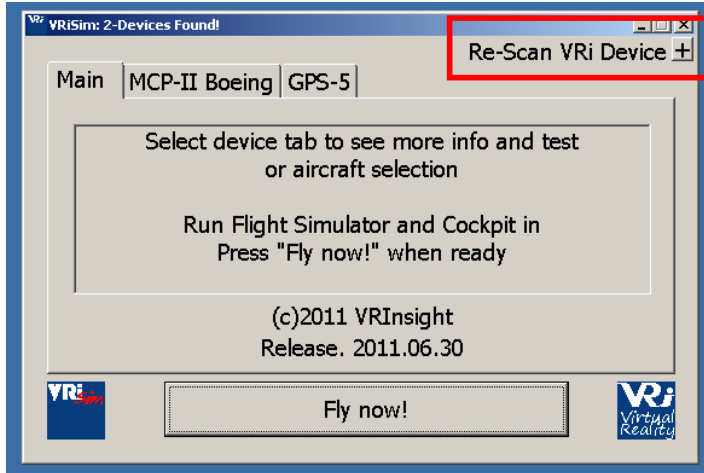 VRi VRiSim: 2-Devices Found!
Re-Scan VRi Device +
Main MCP-II Boeing GPS-5
Select device tab to see more info and test
or aircraft selection
Run Flight Simulator and Cockpit in
Press "Fly now!" when ready
(c)2011 VRInsight
Release. 2011.06.30
VRi Sim
Fly now!
VRi
Virtual
Reality